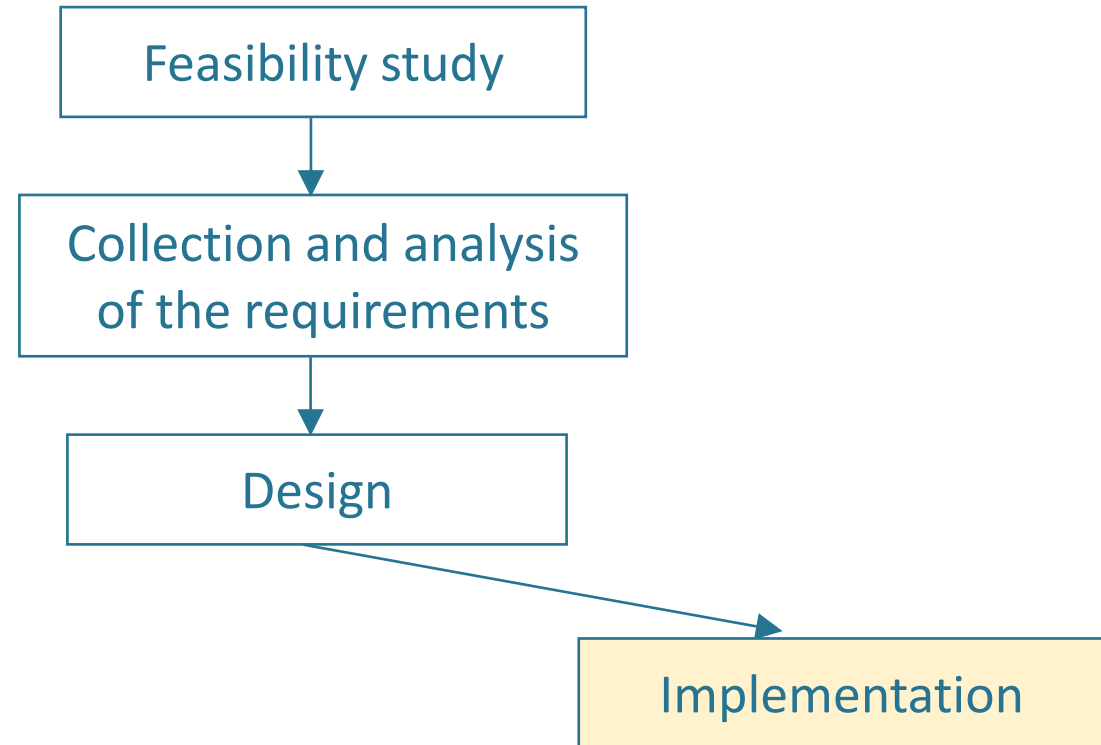 Feasibility study
Collection and analysis
of the requirements
Design
Implementation